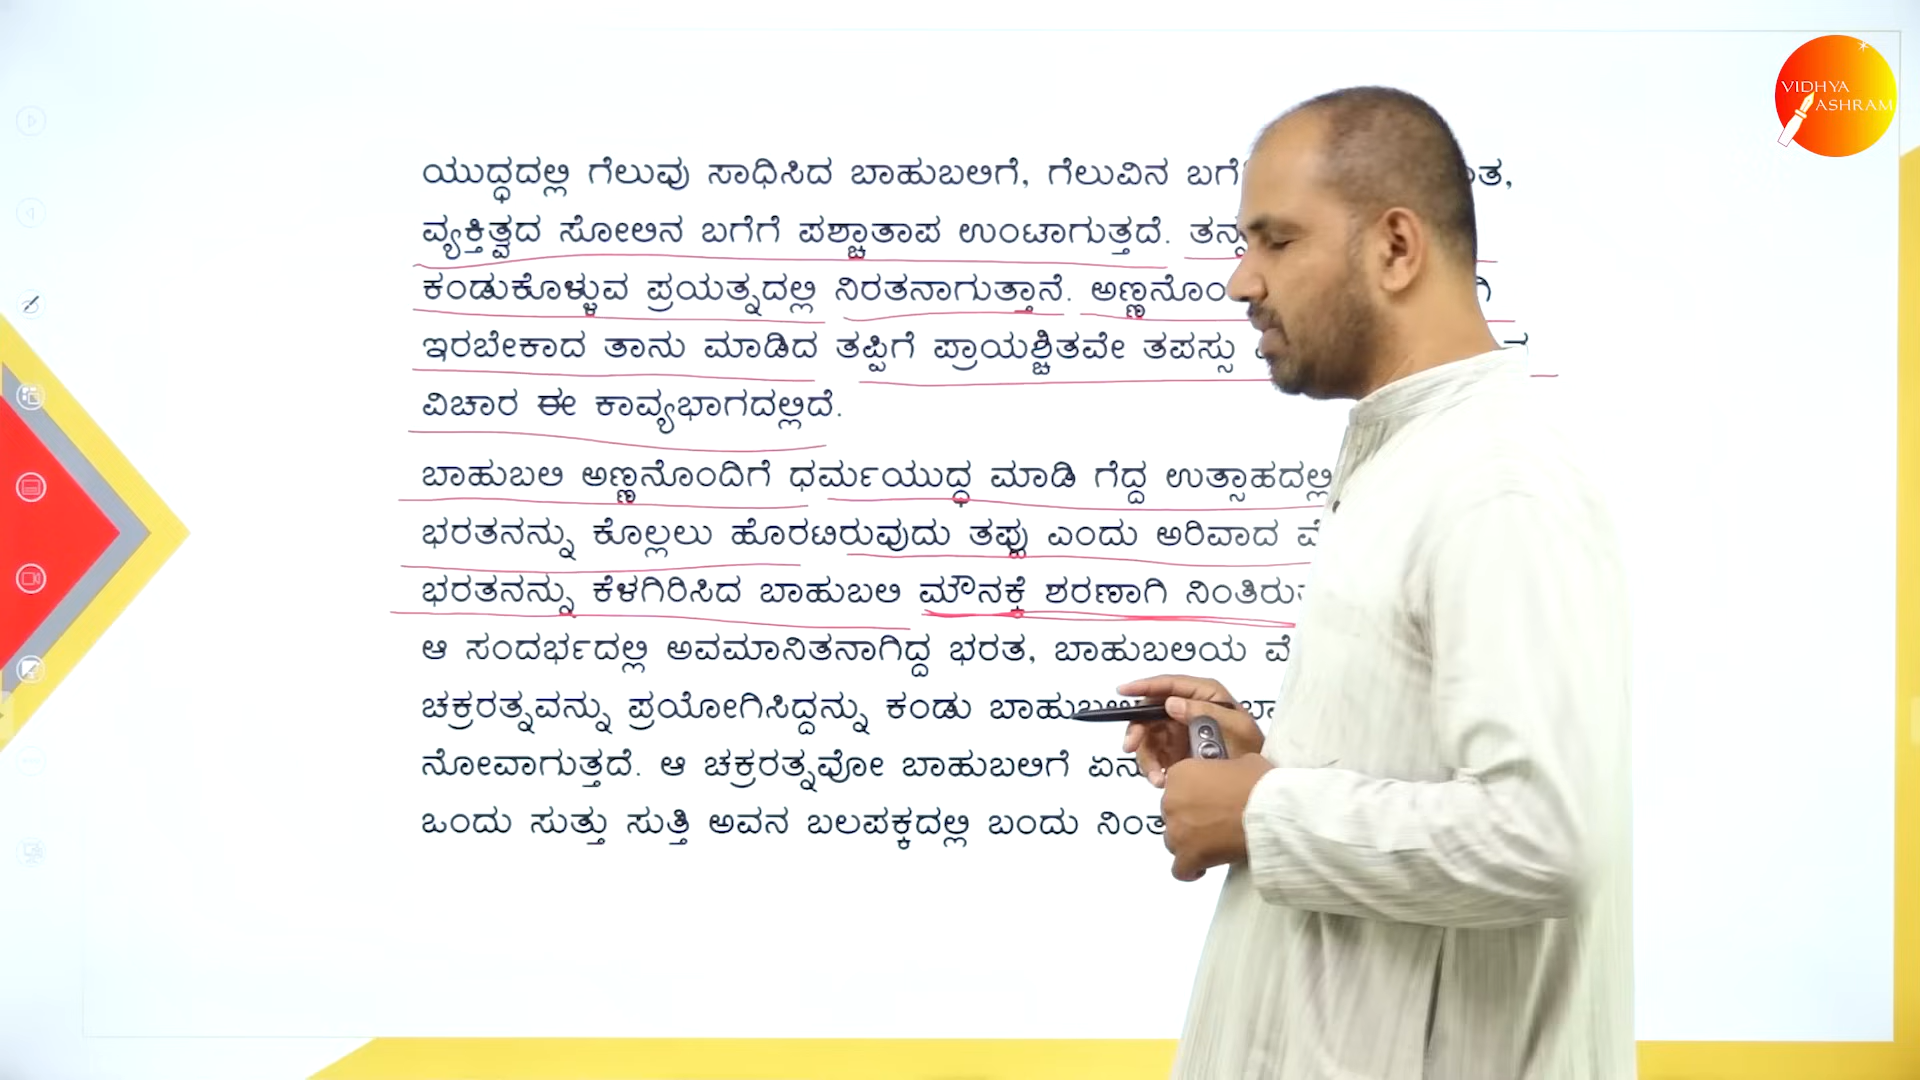 VIDHYA
ASHRAM
ಯುದ್ಧದಲ್ಲಿ ಗೆಲುವು ಸಾಧಿಸಿದ ಬಾಹುಬಲಿಗೆ, ಗೆಲುವಿನ
ವ್ಯಕ್ತಿತ್ವದ ಸೋಲಿನ ಬಗೆಗೆ ಪಶ್ಚಾತಾಪ ಉಂಟಾಗುತ್ತದೆ.
ಕಂಡುಕೊಳ್ಳುವ ಪ್ರಯತ್ನದಲ್ಲಿ ನಿರತನಾಗುತ್ತಾನೆ.
ಇರಬೇಕಾದ ತಾನು ಮಾಡಿದ ತಪ್ಪಿಗೆ ಪ್ರಾಯಶ್ಚಿತವೇ ತಪಸ್ಸು
ವಿಚಾರ ಈ ಕಾವ್ಯಭಾಗದಲ್ಲಿದೆ.
ಬಾಹುಬಲಿ ಅಣ್ಣನೊಂದಿಗೆ ಧರ್ಮಯುದ್ಧ ಮಾಡಿ ಗೆದ್ದ ಉತ್ಸಾಹದಲ್ಲಿ
ಭರತನನ್ನು ಕೊಲ್ಲಲು ಹೊರಟಿರುವುದು ತಪ್ಪು ಎಂದು ಅರಿವಾದ
ಭರತನನ್ನು ಕೆಳಗಿರಿಸಿದ ಬಾಹುಬಲಿ ಮೌನಕ್ಕೆ ಶರಣಾಗಿ
ಆ ಸಂದರ್ಭದಲ್ಲಿ ಅವಮಾನಿತನಾಗಿದ್ದ ಭರತ, ಬಾಹುಬಲಿಯ
ಚಕ್ರರತ್ನವನ್ನು ಪ್ರಯೋಗಿಸಿದ್ದನ್ನು ಕಂಡು
ನೋವಾಗುತ್ತದೆ. ಆ ಚಕ್ರರತ್ನವೋ ಬಾಹುಬಲಿಗೆ
ಒಂದು ಸುತ್ತು ಸುತ್ತಿ ಅವನ ಬಲಪಕ್ಕದಲ್ಲಿ ಬಂದು